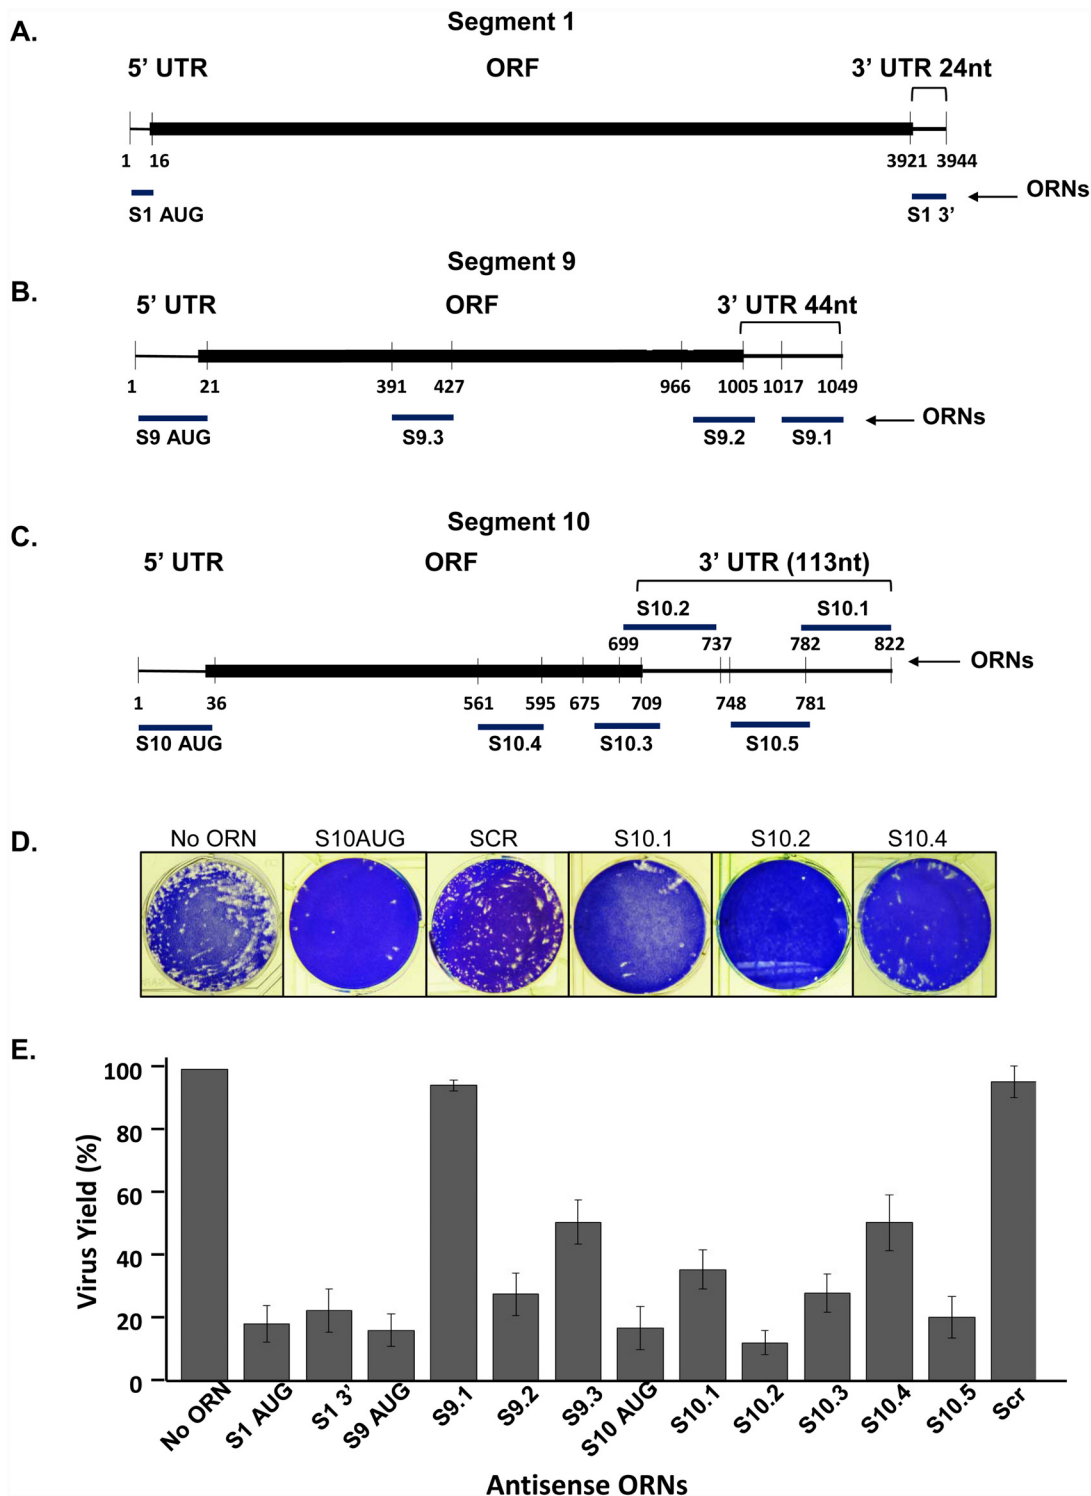 A.
Segment 1
5’ UTR ORF 3’ UTR 24nt
1 16 3921 3944
S1 AUG S1 3’ ORNs
B.
Segment 9
5’ UTR ORF 3’ UTR 44nt
1 21 391 427 966 1005 1017 1049
S9 AUG S9.3 S9.2 S9.1 ORNs
C.
Segment 10
5’ UTR ORF 3’ UTR (113nt)
S10.2 S10.1
699 737 782 822
ORNs
1 36 561 595 675 709 748 781
S10 AUG S10.4 S10.3 S10.5
D.
No ORN S10AUG SCR S10.1 S10.2 S10.4
E.
Virus Yield (%)
100
80
60
40
20
0
No ORN S1 AUG S1 3’ S9 AUG S9.1 S9.2 S9.3 S10 AUG S10.1 S10.2 S10.3 S10.4 S10.5 Scr
Antisense ORNs